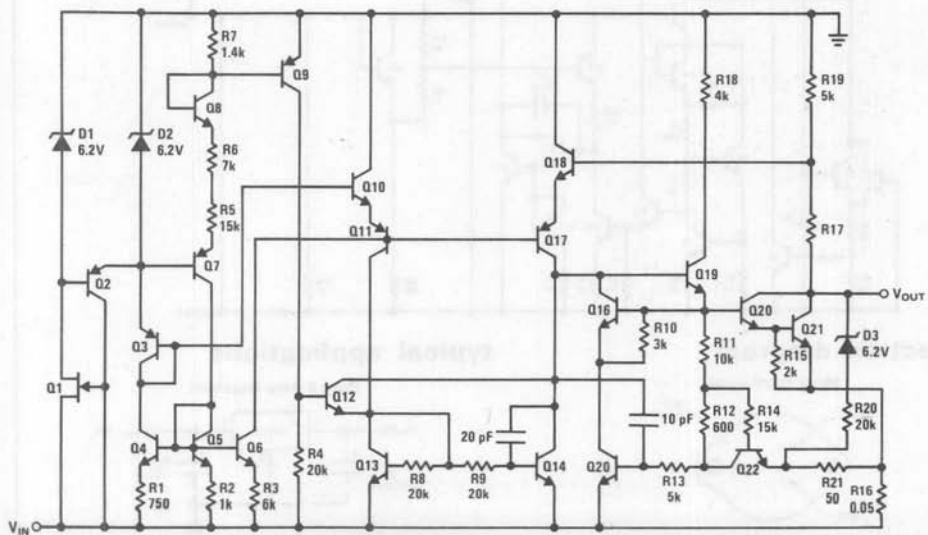 R7
1.4k
Q9
R18
4k
R19
5k
Q8
D1
6.2V
D2
6.2V
R6
7k
Q18
Q10
R5
15k
Q11
Q17
R17
Q2
Q7
Q19
VOUT
Q16
Q20
Q21
R10
3k
D3
6.2V
Q3
R11
10k
R15
2k
Q1
Q12
10 pF
R12
600
R14
15k
R20
20k
20 pF
Q4
Q5
Q6
R4
20k
Q13
R8
20k
R9
20k
Q14
Q20
R13
5k
Q22
R21
50
R16
0.05
R1
750
R2
1k
R3
6k
VIN
typical applications